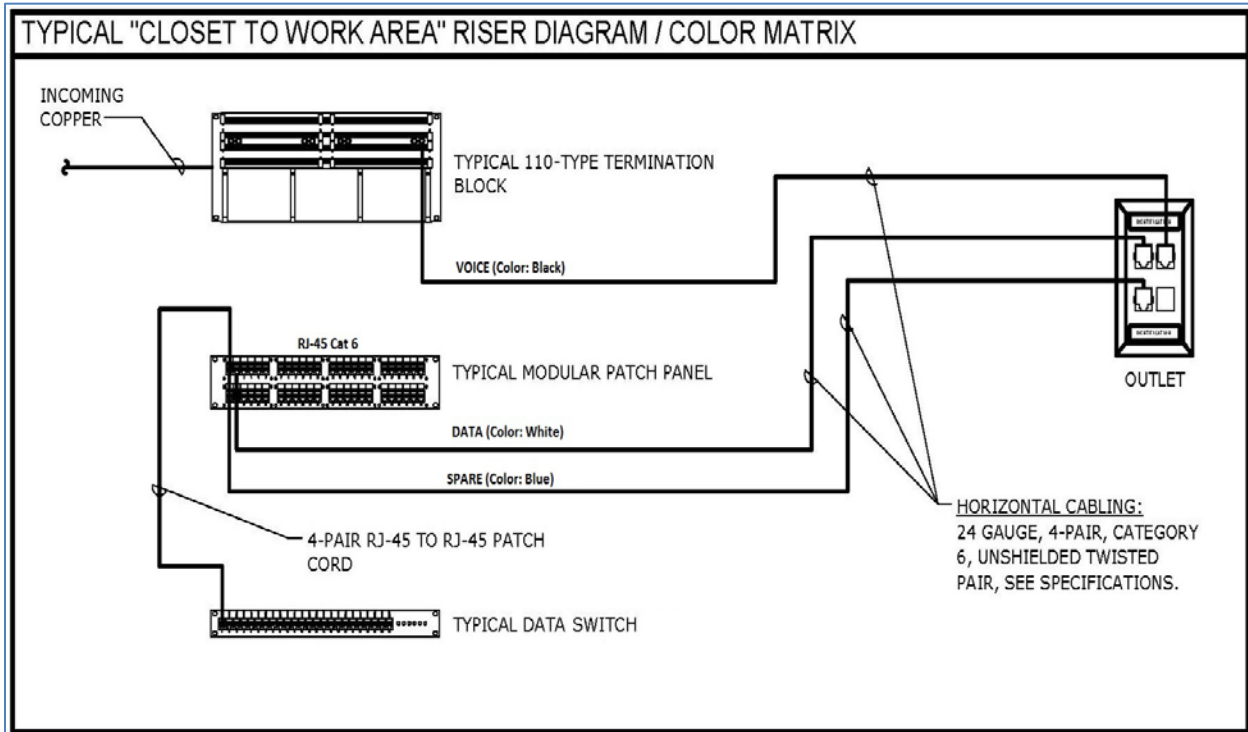 TYPICAL "CLOSET TO WORK AREA" RISER DIAGRAM / COLOR MATRIX
INCOMING
COPPER
TYPICAL 110-TYPE TERMINATION
BLOCK
VOICE (Color: Black)
RJ-45 Cat 6
TYPICAL MODULAR PATCH PANEL
OUTLET
DATA (Color: White)
SPARE (Color: Blue)
4-PAIR RJ-45 TO RJ-45 PATCH
CORD
HORIZONTAL CABLING:
24 GAUGE, 4-PAIR, CATEGORY
6, UNSHIELDED TWISTED
PAIR, SEE SPECIFICATIONS.
TYPICAL DATA SWITCH